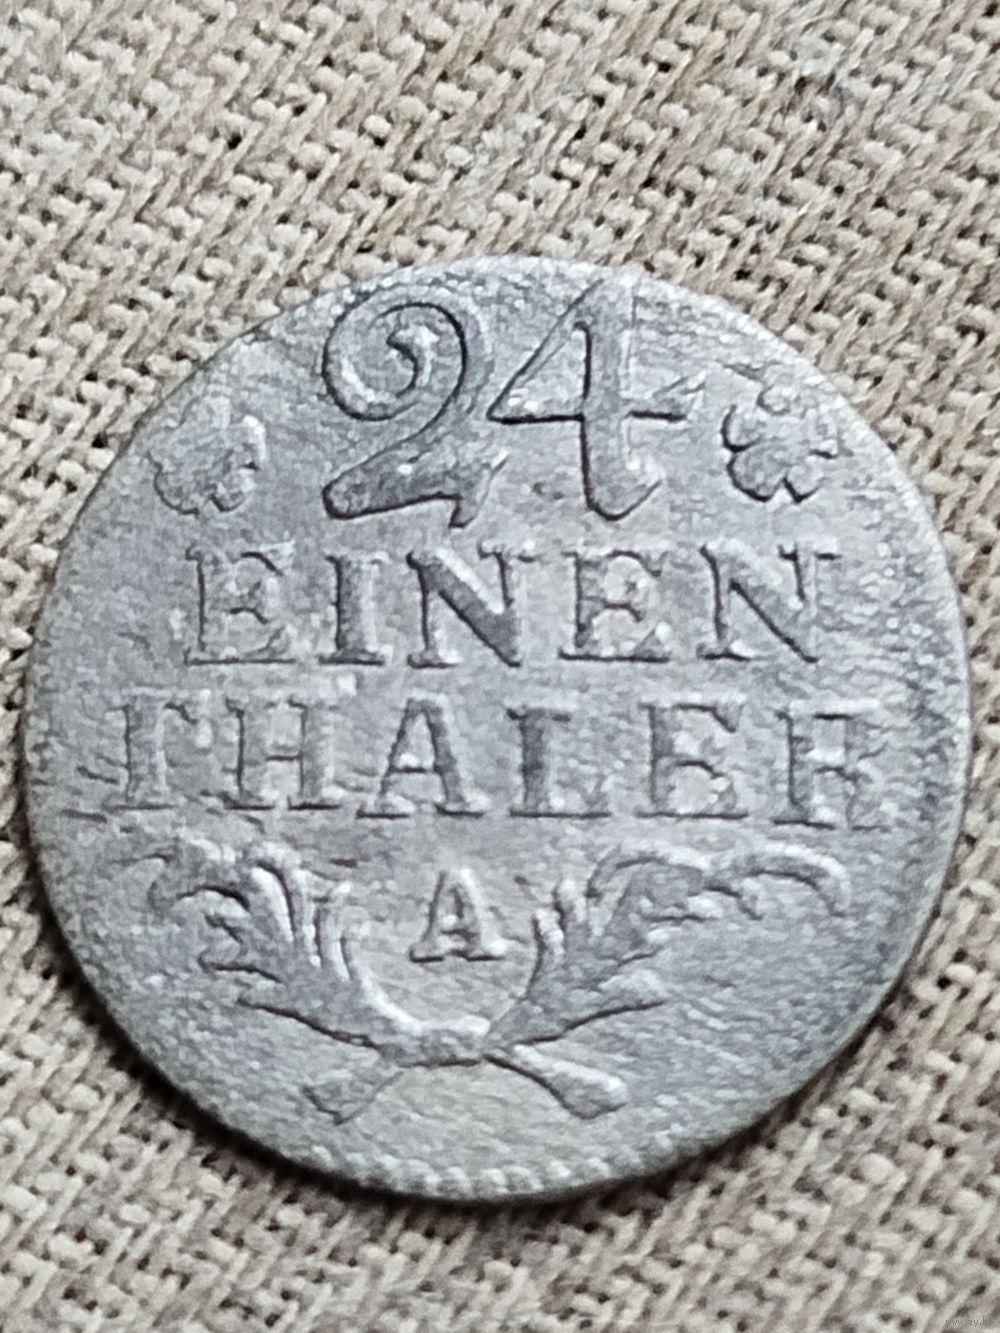 24
EINEN
THALER
A